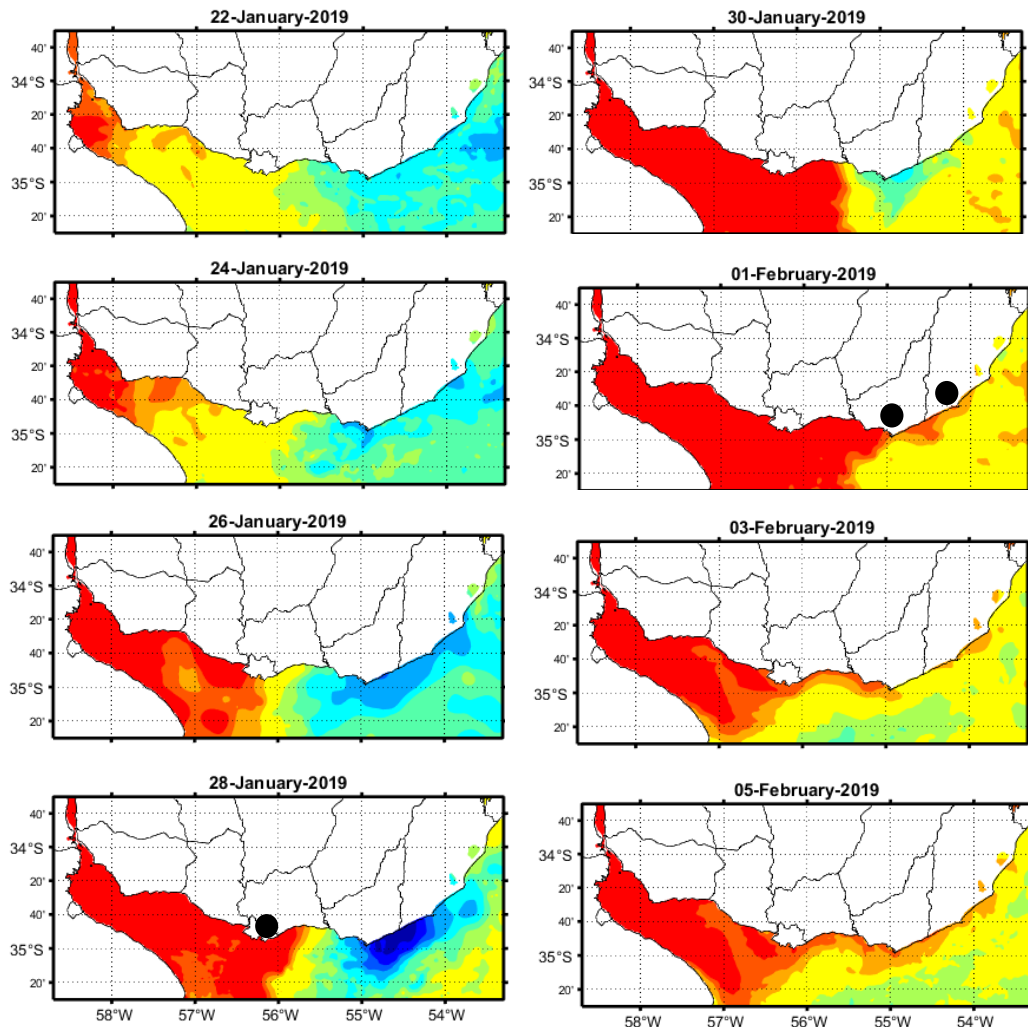 22-January-2019
40'
34°S
20'
40'
35°S
20'
30-January-2019
40'
34°S
20'
40'
35°S
20'
24-January-2019
40'
34°S
20'
40'
35°S
20'
01-February-2019
40'
34°S
20'
40'
35°S
20'
26-January-2019
40'
34°S
20'
40'
35°S
20'
03-February-2019
40'
34°S
20'
40'
35°S
20'
28-January-2019
40'
34°S
20'
40'
35°S
20'
58°W 57°W 56°W 55°W 54°W
05-February-2019
40'
34°S
20'
40'
35°S
20'
58°W 57°W 56°W 55°W 54°W